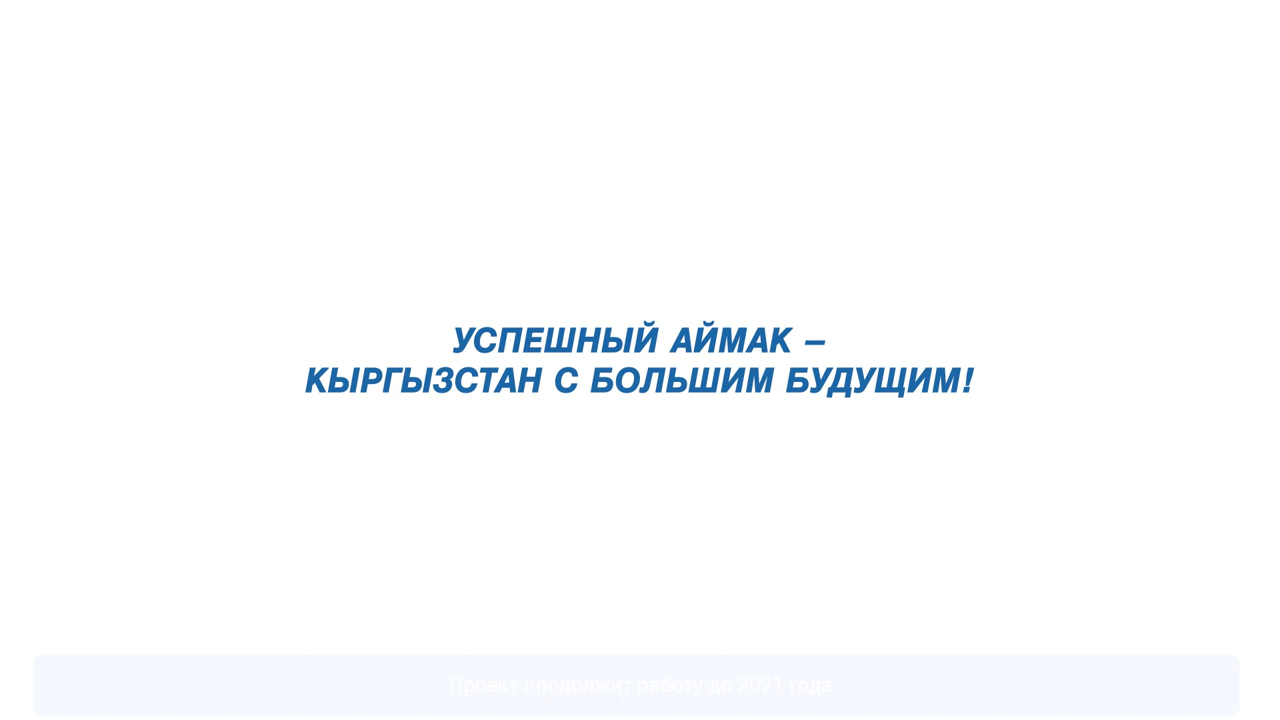 УСПЕШНЫЙ АЙМАК –
КЫРГЫЗСТАН С БОЛЬШИМ БУДУЩИМ!
Проект продолжит работу до 2021 года